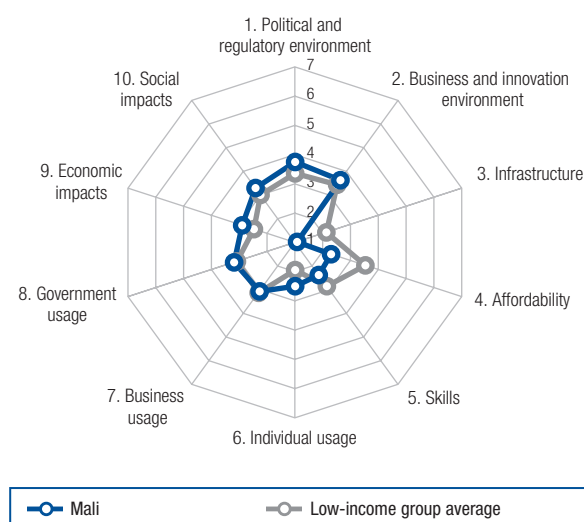 1. Political and
regulatory environment
10. Social
impacts
2. Business and innovation
environment
9. Economic
impacts
3. Infrastructure
8. Government
usage
4. Affordability
7. Business
usage
5. Skills
6. Individual usage
7
6
5
4
3
2
1
Mali
Low-income group average